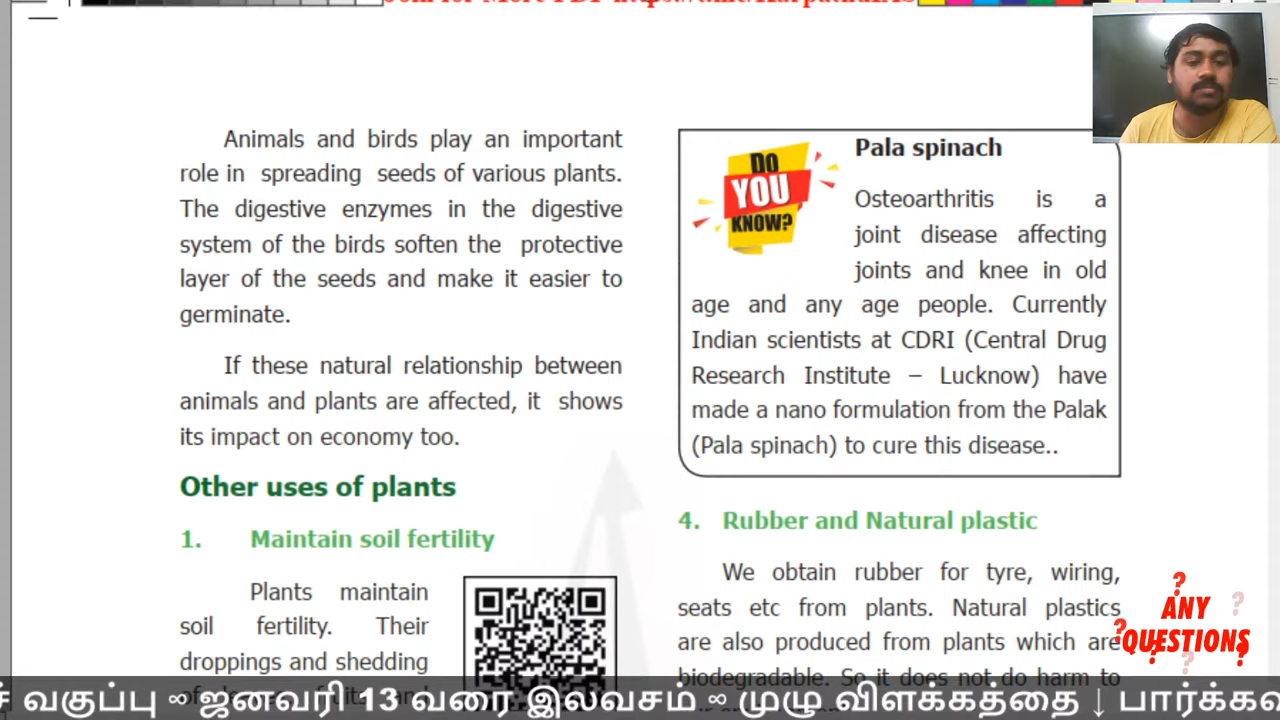 Animals and birds play an important
role in spreading seeds of various plants.
The digestive enzymes in the digestive
system of the birds soften the protective
layer of the seeds and make it easier to
germinate.
If these natural relationship between
animals and plants are affected, it shows
its impact on economy too.
Other uses of plants
1. Maintain soil fertility
Plants maintain
soil fertility. Their
droppings and shedding
DO
YOU
KNOW?
Pala spinach
Osteoarthritis is a
joint disease affecting
joints and knee in old
age and any age people. Currently
Indian scientists at CDRI (Central Drug
Research Institute – Lucknow) have
made a nano formulation from the Palak
(Pala spinach) to cure this disease..
4. Rubber and Natural plastic
We obtain rubber for tyre, wiring,
seats etc from plants. Natural plastics
are also produced from plants which are
biodegradable. So it does not do harm to
ANY
QUESTIONS
வகுப்பு ∞ ஜனவரி 13 வரை இலவசம் ∞ முழு விளக்கத்தை ↓